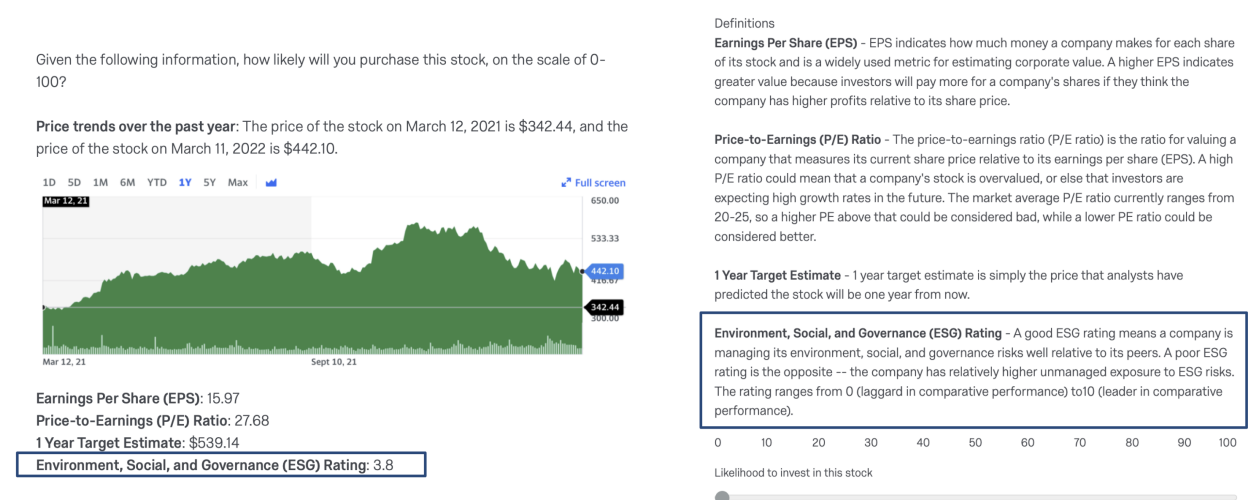 Given the following information, how likely will you purchase this stock, on the scale of 0-
100?
Price trends over the past year: The price of the stock on March 12, 2021 is $342.44, and the
price of the stock on March 11, 2022 is $442.10.
1D 5D 1M 6M YTD 1Y 5Y Max Full screen
Mar 12, 21
650.00
533.33
442.10
416.67
342.44
300.00
Mar 12, 21 Sept 10, 21
Earnings Per Share (EPS): 15.97
Price-to-Earnings (P/E) Ratio: 27.68
1 Year Target Estimate: $539.14
Environment, Social, and Governance (ESG) Rating: 3.8
Definitions
Earnings Per Share (EPS) - EPS indicates how much money a company makes for each share
of its stock and is a widely used metric for estimating corporate value. A higher EPS indicates
greater value because investors will pay more for a company's shares if they think the
company has higher profits relative to its share price.
Price-to-Earnings (P/E) Ratio - The price-to-earnings ratio (P/E ratio) is the ratio for valuing a
company that measures its current share price relative to its earnings per share (EPS). A high
P/E ratio could mean that a company's stock is overvalued, or else that investors are
expecting high growth rates in the future. The market average P/E ratio currently ranges from
20-25, so a higher PE above that could be considered bad, while a lower PE ratio could be
considered better.
1 Year Target Estimate - 1 year target estimate is simply the price that analysts have
predicted the stock will be one year from now.
Environment, Social, and Governance (ESG) Rating - A good ESG rating means a company is
managing its environment, social, and governance risks well relative to its peers. A poor ESG
rating is the opposite -- the company has relatively higher unmanaged exposure to ESG risks.
The rating ranges from 0 (laggard in comparative performance) to10 (leader in comparative
performance).
0 10 20 30 40 50 60 70 80 90 100
Likelihood to invest in this stock